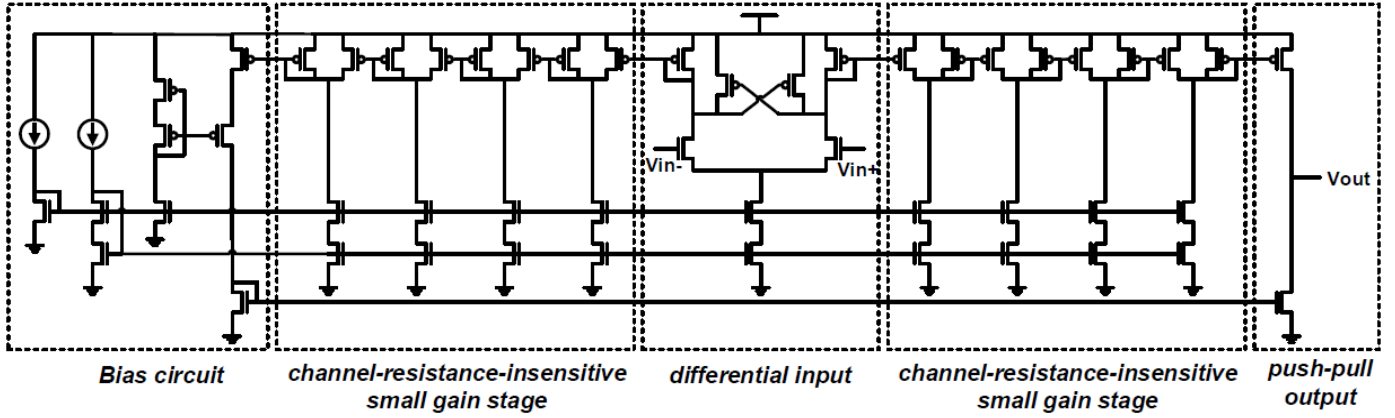 Vin-
Vin+
Vout
Bias circuit
channel-resistance-insensitive
small gain stage
differential input
channel-resistance-insensitive
small gain stage
push-pull
output